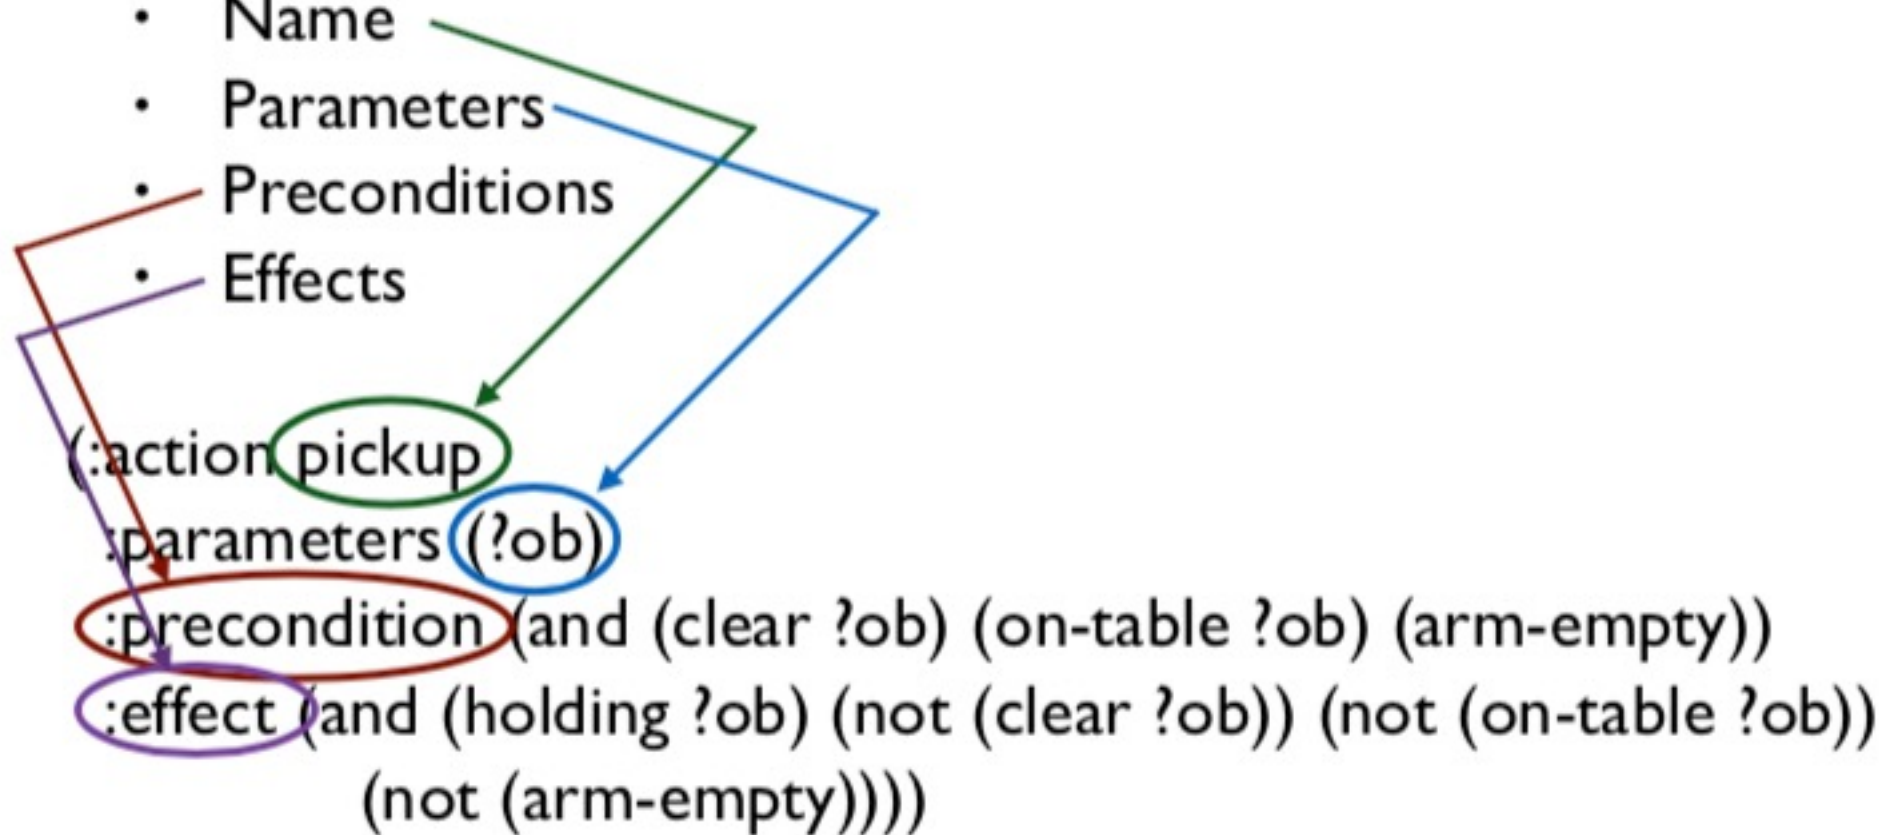 • Name
• Parameters
• Preconditions
• Effects
(:action pickup
:parameters (?ob)
:precondition (and (clear ?ob) (on-table ?ob) (arm-empty))
:effect (and (holding ?ob) (not (clear ?ob)) (not (on-table ?ob))
(not (arm-empty))))